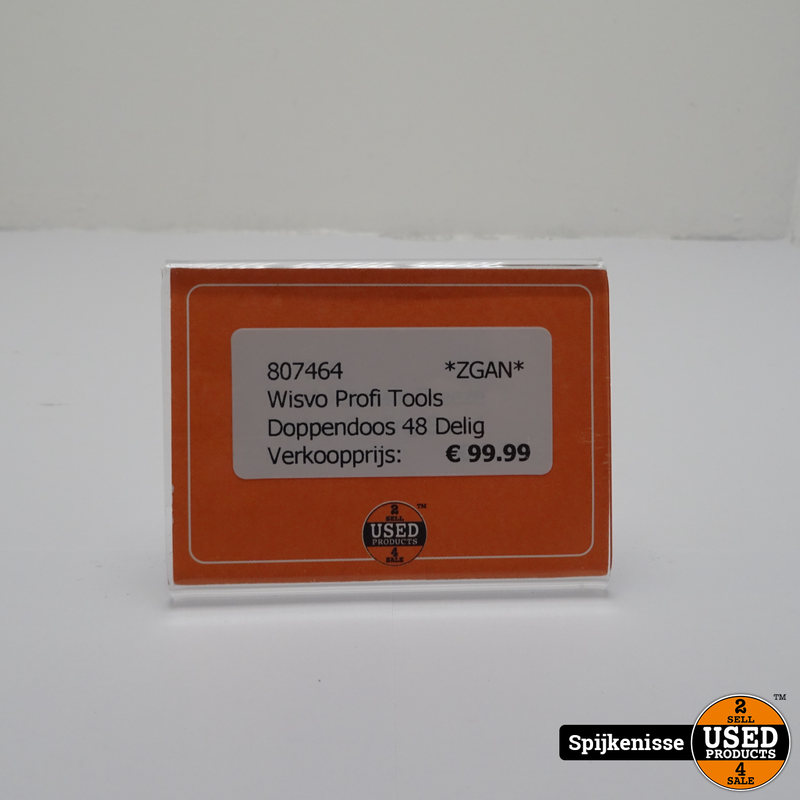 807464 *ZGAN*
Wisvo Profi Tools
Doppendoos 48 Delig
Verkoopprijs: € 99.99
2
SELL
USED
PRODUCTS
4
SALE
TM
Spijkenisse
2
SELL
USED
PRODUCTS
4
SALE
TM